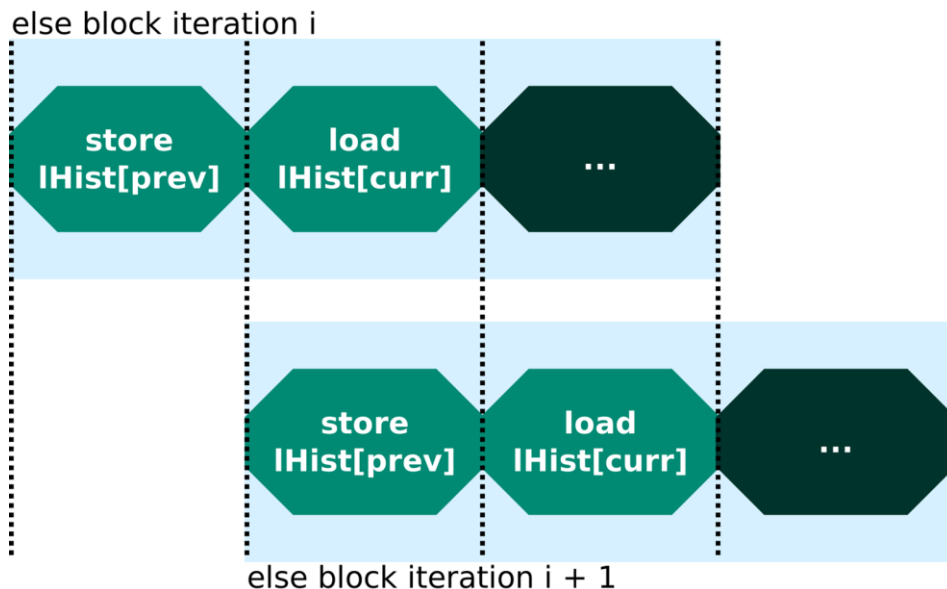 else block iteration i
store
lHist[prev]
load
lHist[curr]
...
store
lHist[prev]
load
lHist[curr]
...
else block iteration i + 1